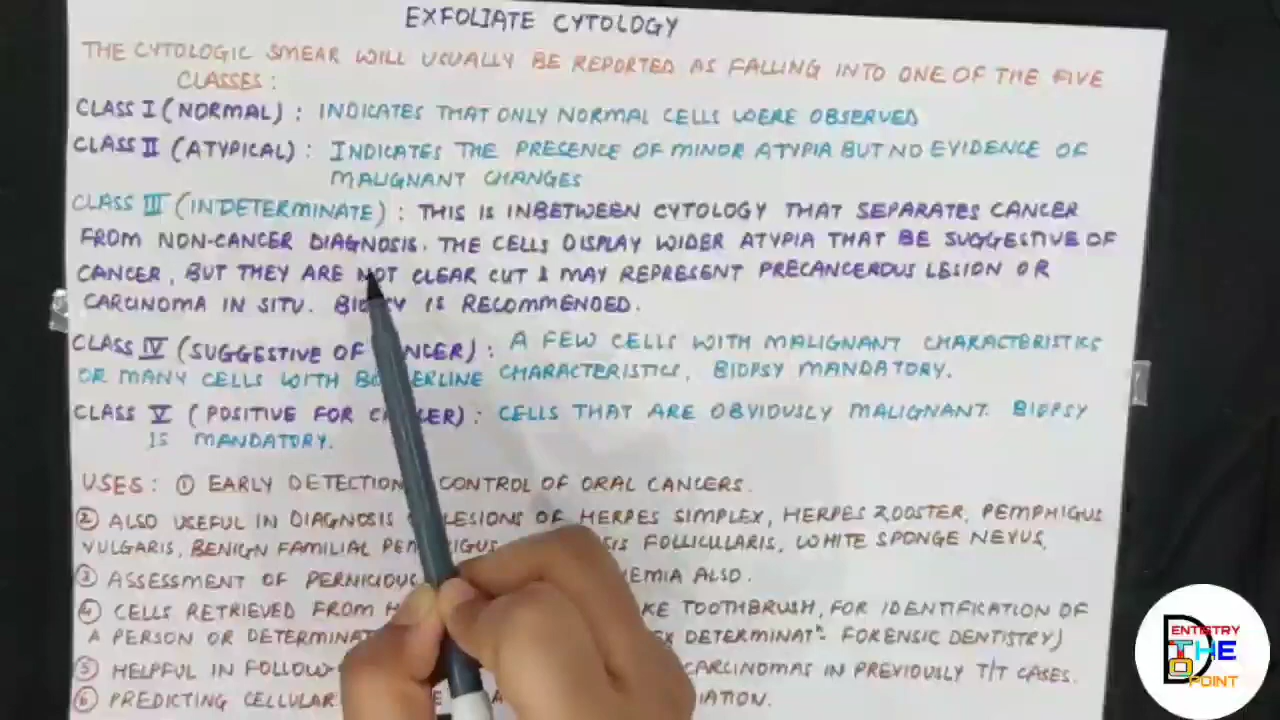 EXFOLIATE CYTOLOGY
THE CYTOLOGIC SMEAR WILL USUALLY BE REPORTED AS FALLING INTO ONE OF THE FIVE
CLASSES:
CLASS I (NORMAL) : INDICATES THAT ONLY NORMAL CELLS WERE OBSERVED
CLASS II (ATYPICAL) : INDICATES THE PRESENCE OF MINOR ATYPIA BUT NO EVIDENCE OF
MALIGNANT CHANGES
CLASS III (INDETERMINATE) : THIS IS INBETWEEN CYTOLOGY THAT SEPARATES CANCER
FROM NON-CANCER DIAGNOSIS. THE CELLS DISPLAY WIDER ATYPIA THAT BE SUGGESTIVE OF
CANCER, BUT THEY ARE NOT CLEAR CUT & MAY REPRESENT PRECANCEROUS LESION OR
CARCINOMA IN SITU. IS RECOMMENDED.
CLASS IV (SUGGESTIVE OF : A FEW CELLS WITH MALIGNANT CHARACTERISTICS
OR MANY CELLS WITH CHARACTERISTICS, BIOPSY MANDATORY.
CLASS V (POSITIVE FOR : CELLS THAT ARE OBVIOUSLY MALIGNANT. BIOPSY
IS MANDATORY.
USES: ① EARLY DETECTION CONTROL OF ORAL CANCERS.
② ALSO USEFUL IN DIAGNOSIS LESIONS OF HERPES SIMPLEX, HERPES ZOOSTER, PEMPHIGUS
VULGARIS, BENIGN FAMILIAL FOLLICULARIS, WHITE SPONGE NEVUS,
③ ASSESSMENT OF PERNICIOUS ALSO.
④ CELLS RETRIEVED FROM TOOTHBRUSH, FOR IDENTIFICATION OF
A PERSON OR DETERMINATⁿ FORENSIC DENTISTRY)
⑤ HELPFUL IN CARCINOMAS IN PREVIOUSLY T/T CASES.
⑥ PREDICTING CELLULAR
DENTISTRY
THE
POINT